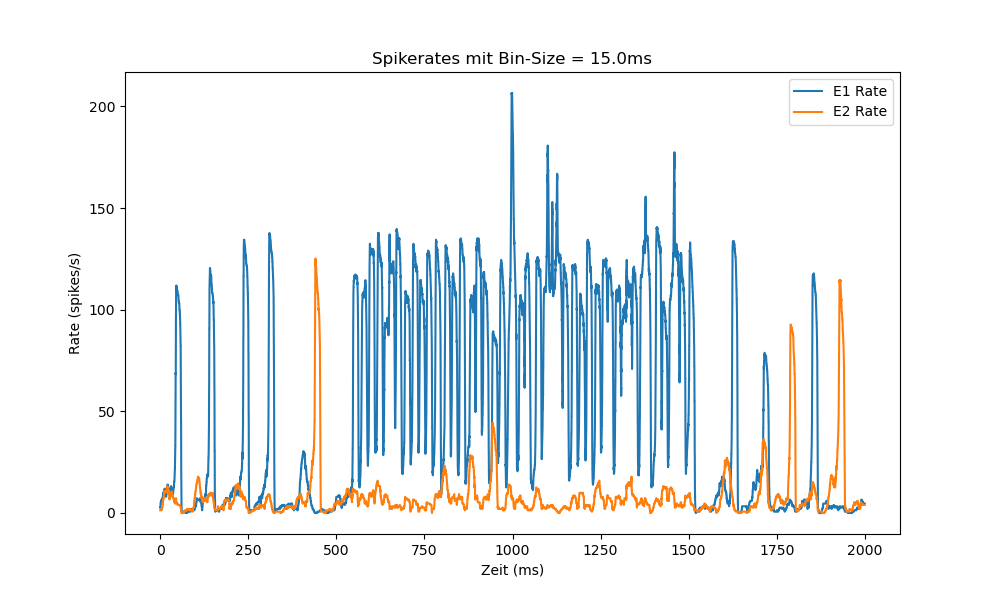 Spikerates mit Bin-Size = 15.0ms
E1 Rate
E2 Rate
Rate (spikes/s)
200
150
100
50
0
0 250 500 750 1000 1250 1500 1750 2000
Zeit (ms)